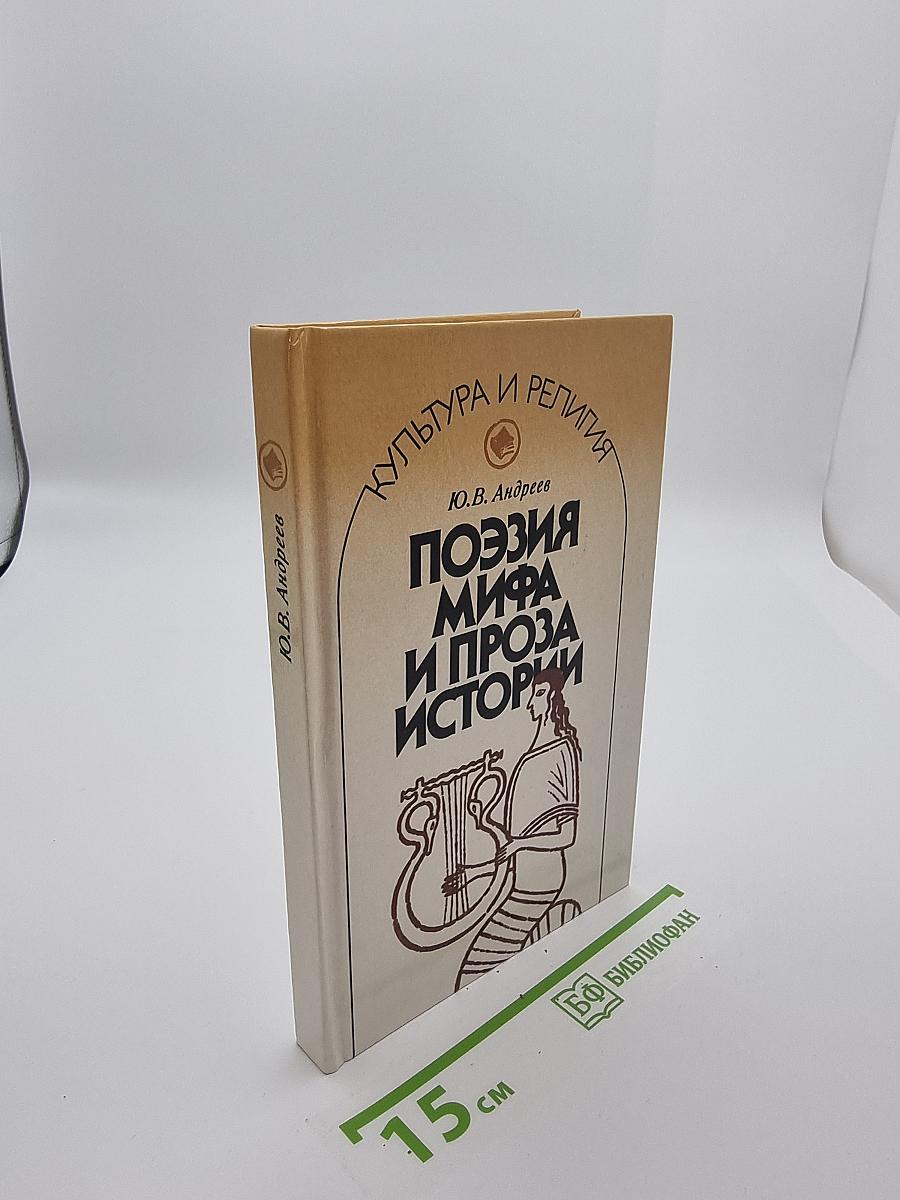 КУЛЬТУРА И РЕЛИГИЯ
Ю.В. Андреев
ПОЭЗИЯ
МИФА
И ПРОЗА
ИСТОРИИ
Ю.В. Андреев
15 см
БФ БИБЛИОФАН